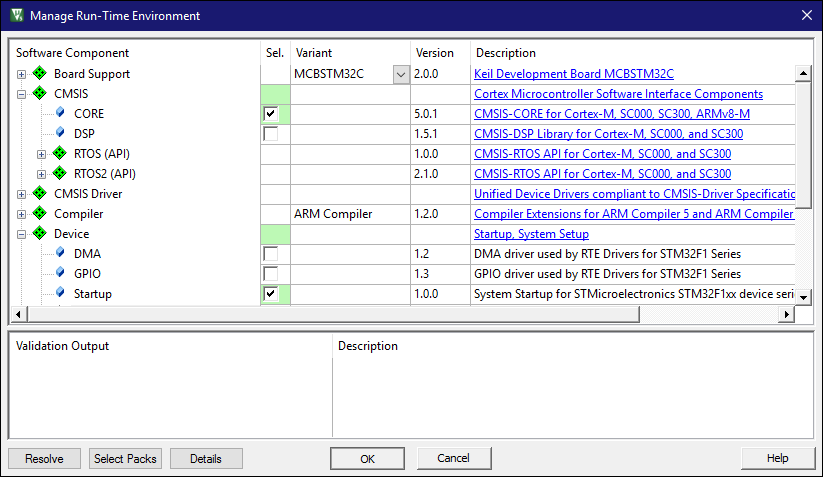 Manage Run-Time Environment
Software Component Sel. Variant Version Description
Board Support MCBSTM32C 2.0.0 Keil Development Board MCBSTM32C
CMSIS Cortex Microcontroller Software Interface Components
CORE 5.0.1 CMSIS-CORE for Cortex-M, SC000, SC300, ARMv8-M
DSP 1.5.1 CMSIS-DSP Library for Cortex-M, SC000, and SC300
RTOS (API) 1.0.0 CMSIS-RTOS API for Cortex-M, SC000, and SC300
RTOS2 (API) 2.1.0 CMSIS-RTOS API for Cortex-M, SC000, and SC300
CMSIS Driver Unified Device Drivers compliant to CMSIS-Driver Specificatio
Compiler ARM Compiler 1.2.0 Compiler Extensions for ARM Compiler 5 and ARM Compiler
Device Startup, System Setup
DMA 1.2 DMA driver used by RTE Drivers for STM32F1 Series
GPIO 1.3 GPIO driver used by RTE Drivers for STM32F1 Series
Startup 1.0.0 System Startup for STMicroelectronics STM32F1xx device seri
Validation Output Description
Resolve Select Packs Details OK Cancel Help